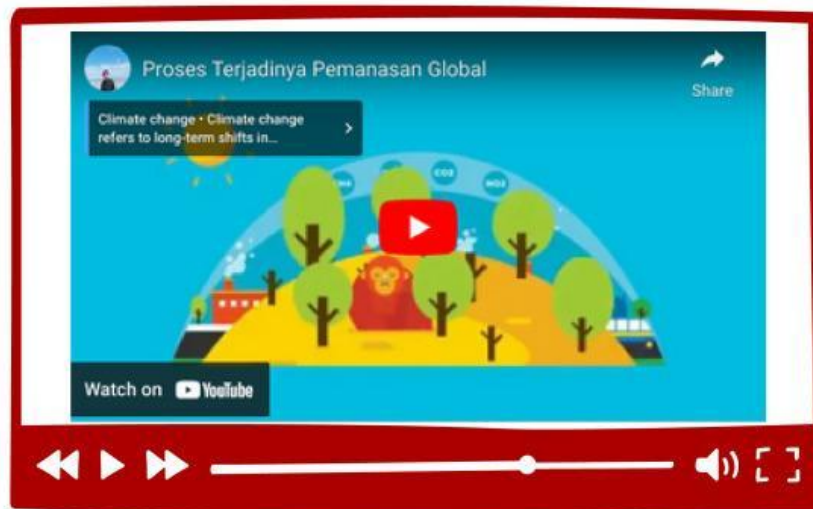 Proses Terjadinya Pemanasan Global
Share
Climate change • Climate change
refers to long-term shifts in...
CO2
NO2
Watch on YouTube